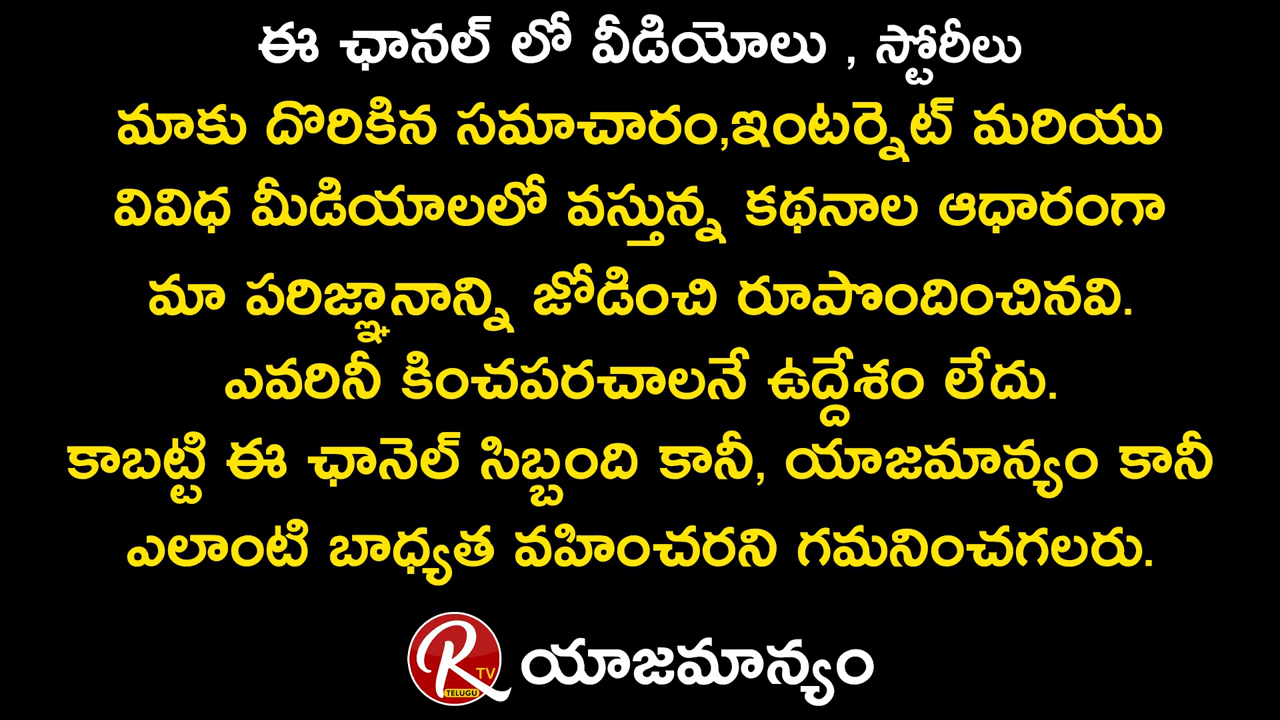 ఈ ఛానల్ లో వీడియోలు , స్టోరీలు
మాకు దొరికిన సమాచారం,ఇంటర్నెట్ మరియు
వివిధ మీడియాలలో వస్తున్న కథనాల ఆధారంగా
మా పరిజ్ఞానాన్ని జోడించి రూపొందించినవి.
ఎవరినీ కించపరచాలనే ఉద్దేశం లేదు.
కాబట్టి ఈ ఛానెల్ సిబ్బంది కానీ, యాజమాన్యం కానీ
ఎలాంటి బాధ్యత వహించరని గమనించగలరు.
R TV TELUGU యాజమాన్యం